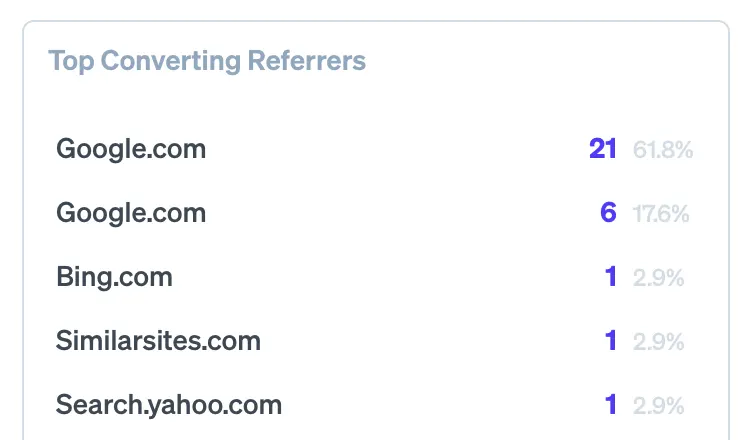 Top Converting Referrers
Google.com 21 61.8%
Google.com 6 17.6%
Bing.com 1 2.9%
Similarsites.com 1 2.9%
Search.yahoo.com 1 2.9%